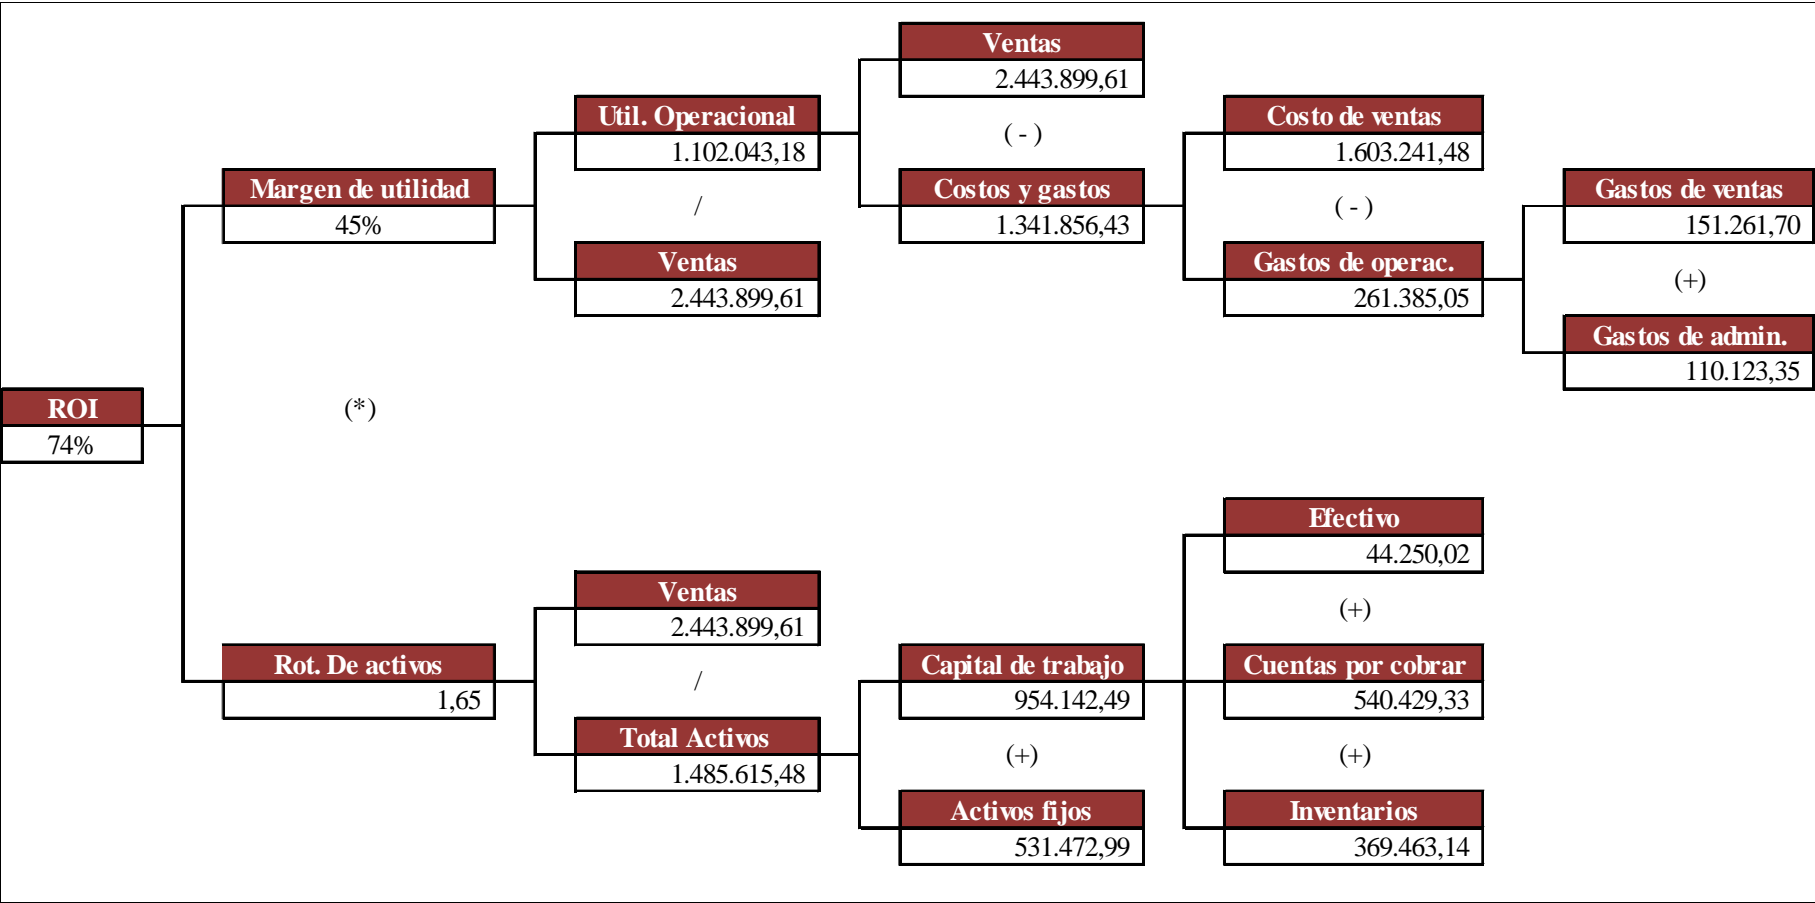 Ventas
2.443.899,61
Util. Operacional
1.102.043,18
( - )
Costo de ventas
1.603.241,48
Margen de utilidad
45%
/
Costos y gastos
1.341.856,43
( - )
Gastos de ventas
151.261,70
Ventas
2.443.899,61
Gastos de operac.
261.385,05
(+)
Gastos de admin.
110.123,35
ROI
74%
(*)
Efectivo
44.250,02
Ventas
2.443.899,61
(+)
Rot. De activos
1,65
/
Capital de trabajo
954.142,49
Cuentas por cobrar
540.429,33
Total Activos
1.485.615,48
(+)
(+)
Activos fijos
531.472,99
Inventarios
369.463,14